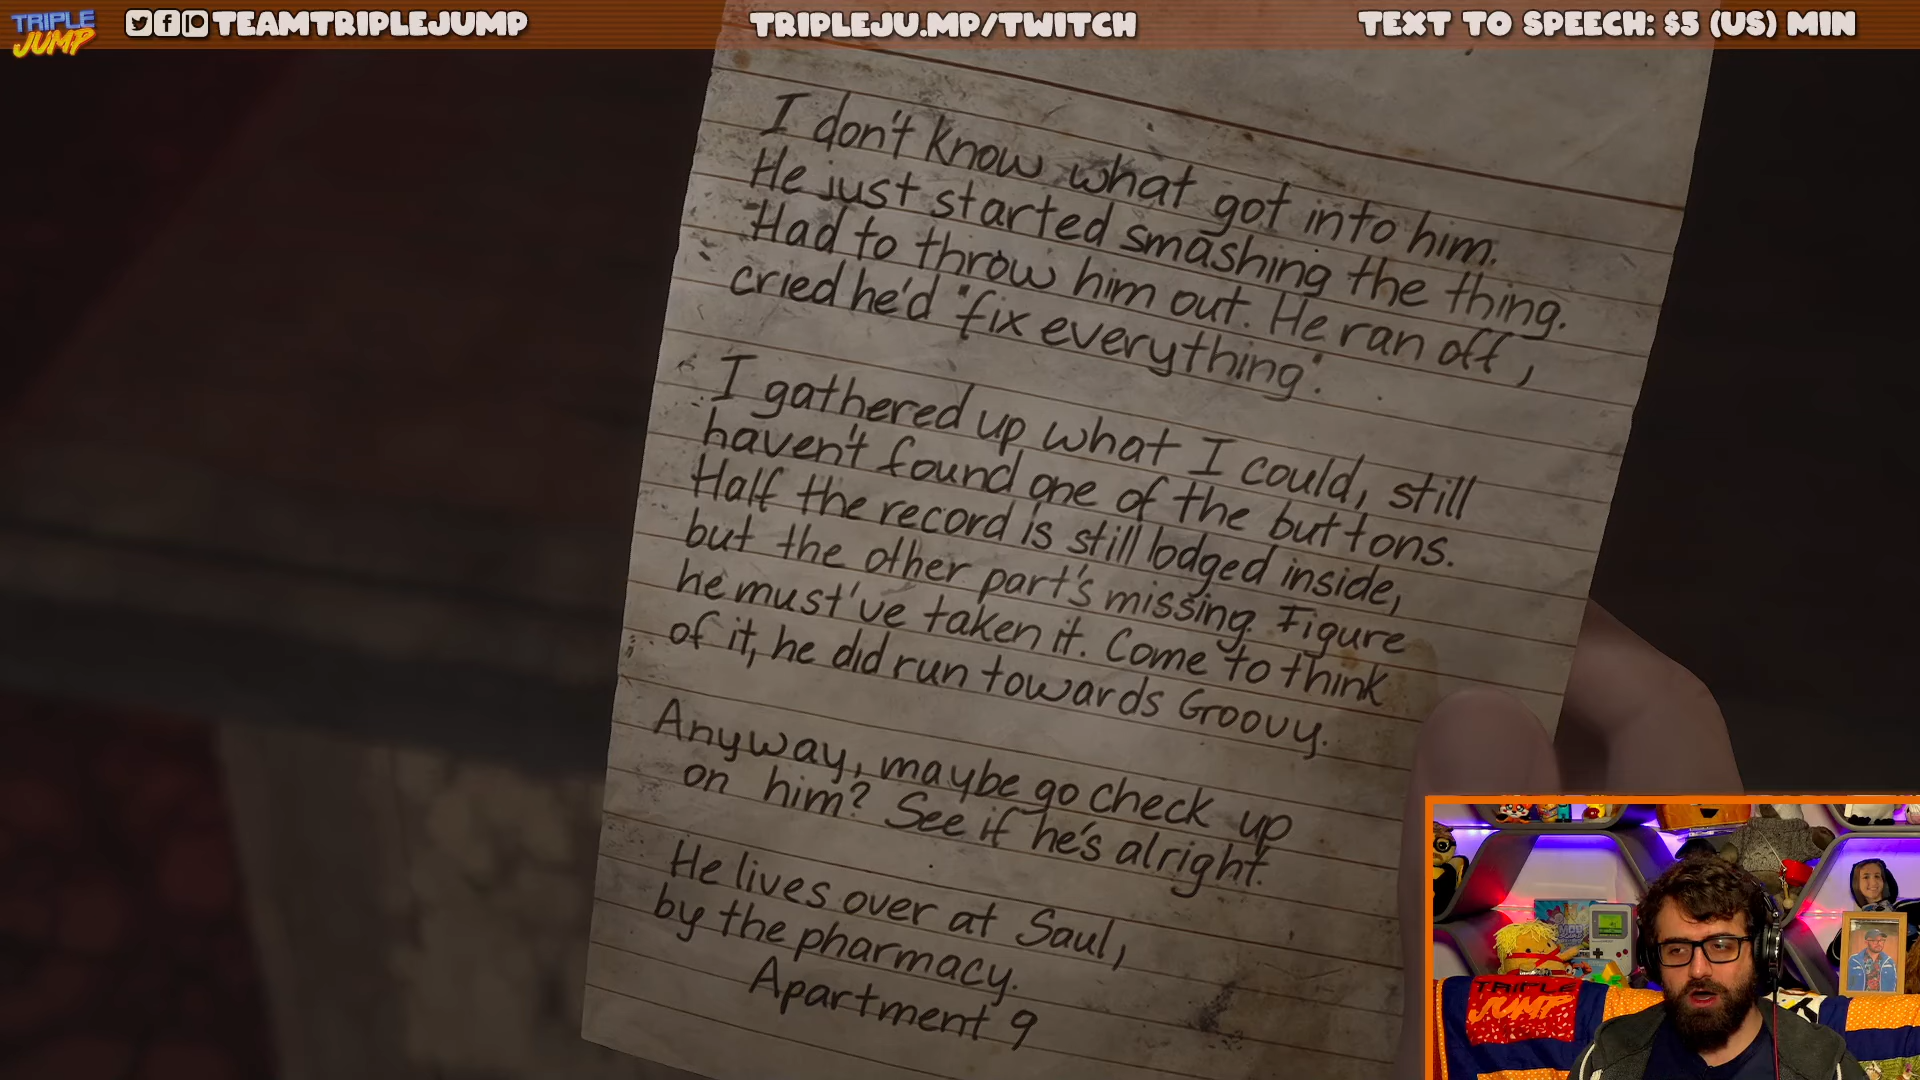 TRIPLE
JUMP
TEAMTRIPLEJUMP
TRIPLEJU.MP/TWITCH
TEXT TO SPEECH: $5 (US) MIN
I don't know what got into him.
He just started smashing the thing.
Had to throw him out. He ran off,
cried he'd "fix everything".
I gathered up what I could, still
haven't found one of the buttons.
Half the record is still lodged inside,
but the other part's missing. Figure
he must've taken it. Come to think
of it, he did run towards Groovy.
Anyway, maybe go check up
on him? See if he's alright.
He lives over at Saul,
by the pharmacy.
Apartment 9
TRIPLE
JUMP